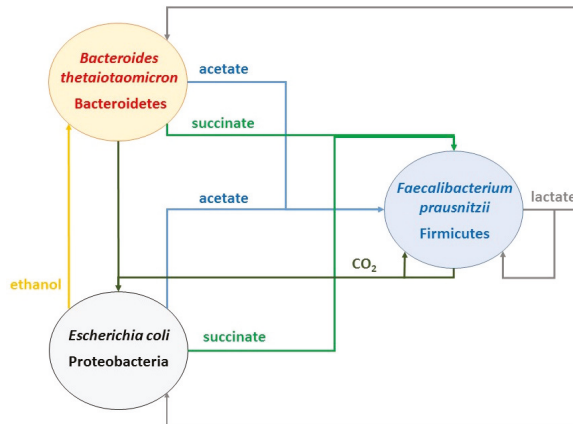 Bacteroides
thetaiotaomicron
Bacteroidetes
acetate
succinate
acetate
Faecalibacterium
prausnitzii
Firmicutes
lactate
CO₂
ethanol
Escherichia coli
Proteobacteria
succinate